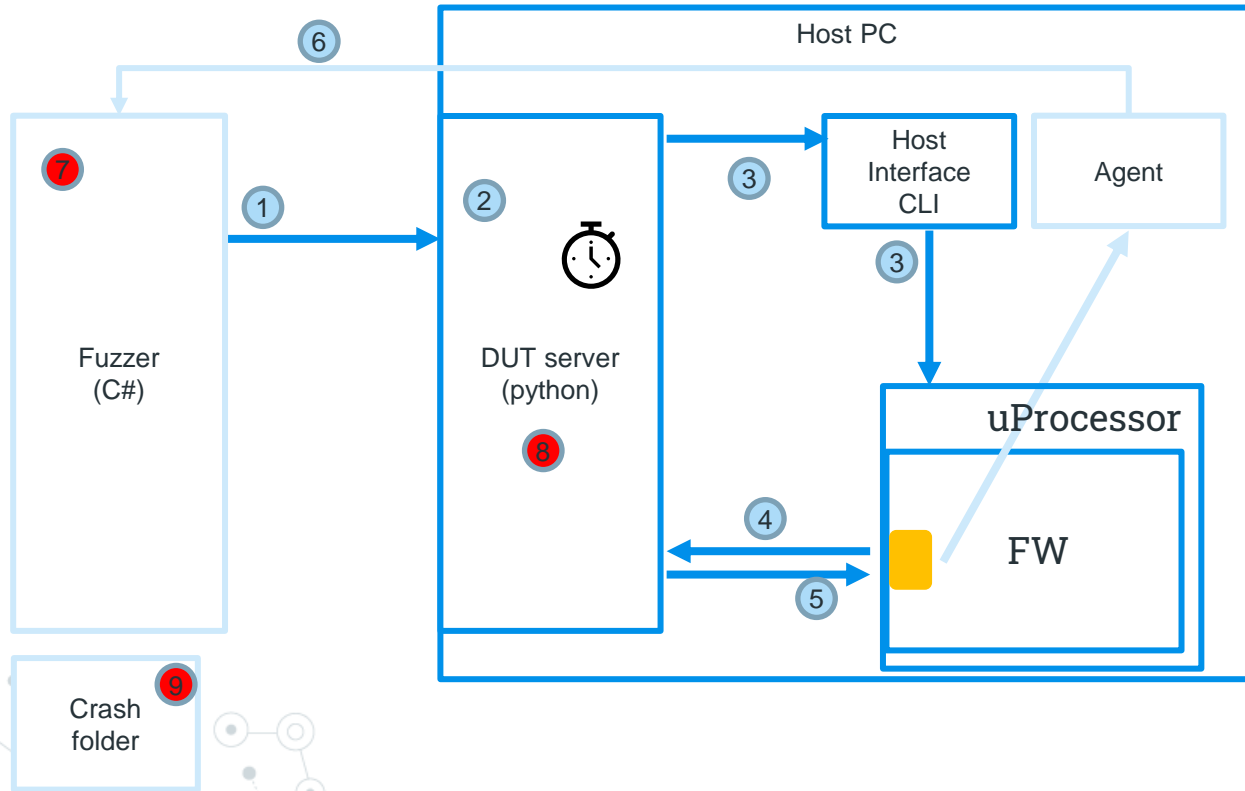 Host PC
6
7
1
2
3
Host
Interface
CLI
Agent
3
Fuzzer
(C#)
DUT server
(python)
8
uProcessor
4
FW
5
9
Crash
folder